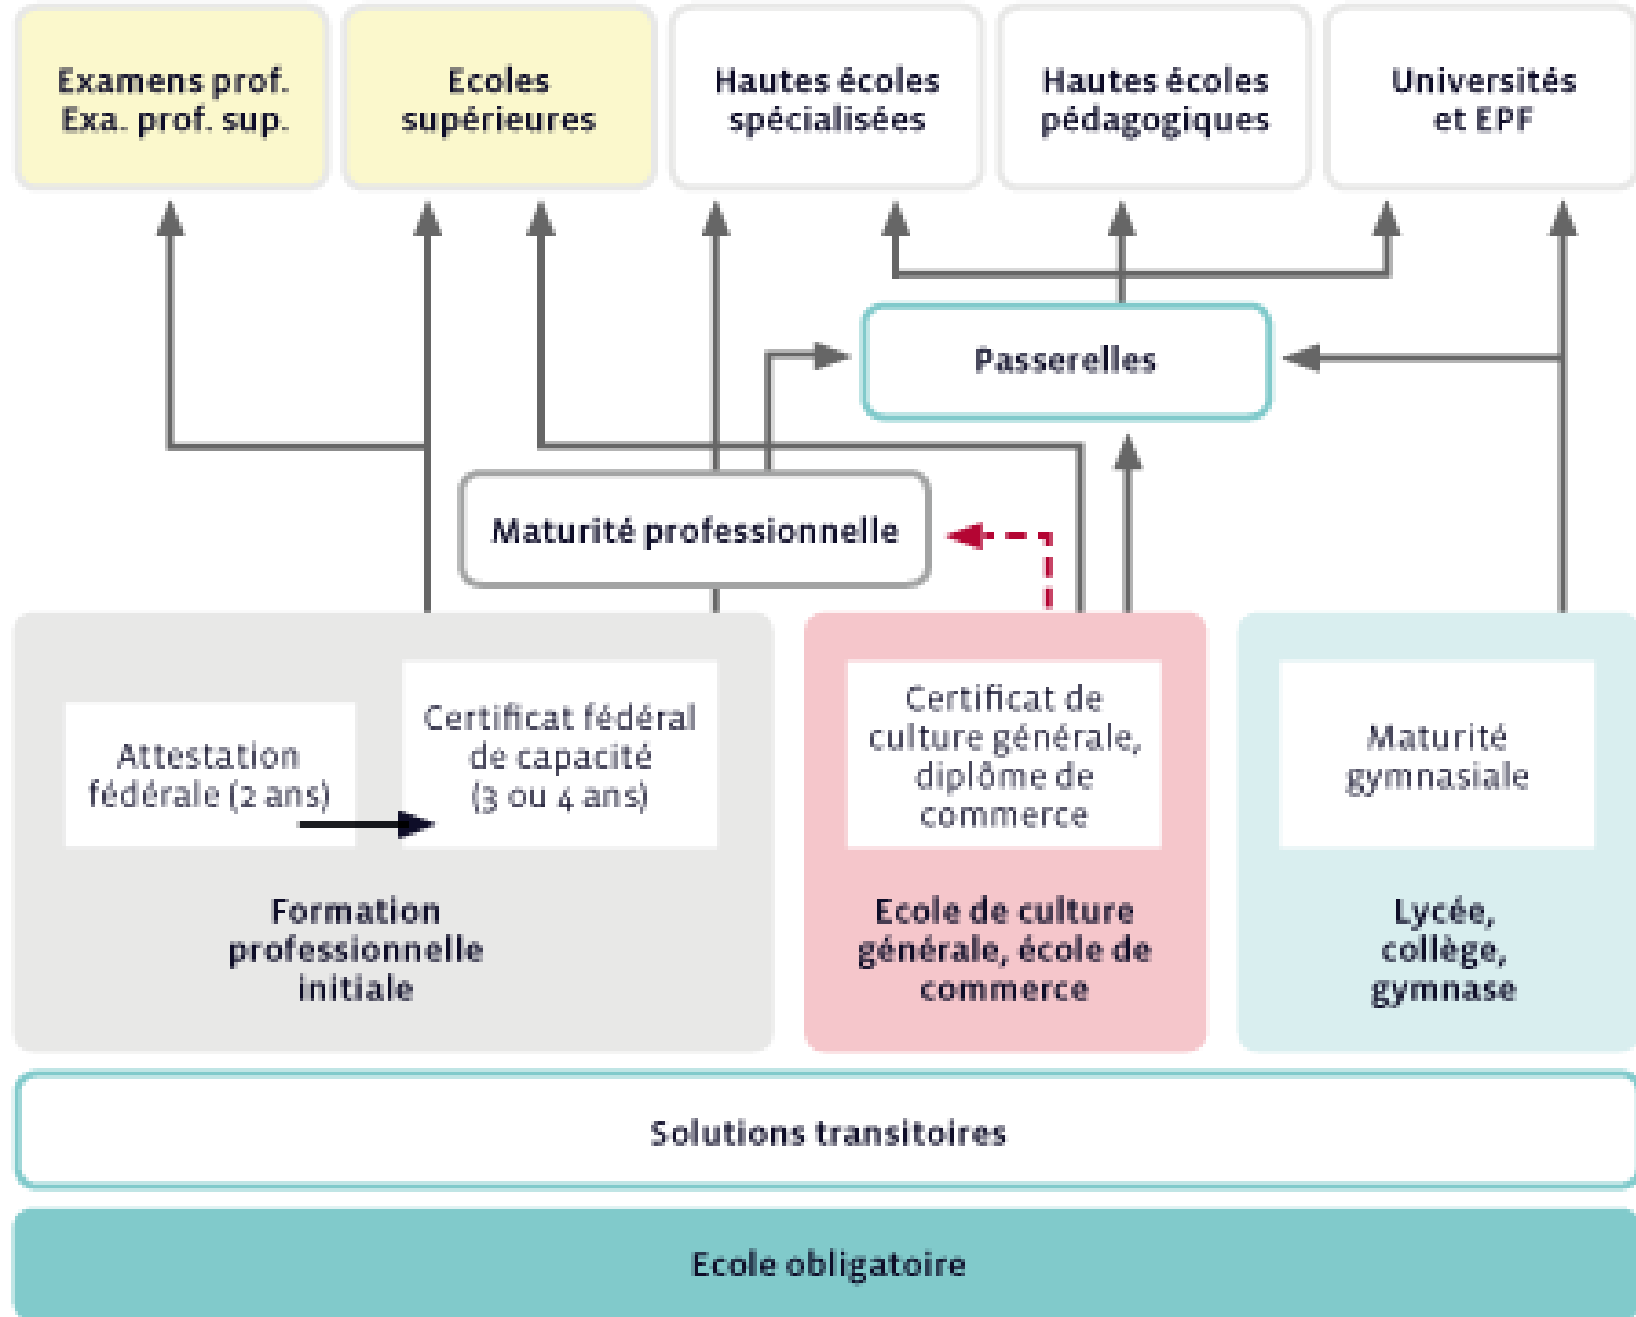 Examens prof.
Exa. prof. sup.
Ecoles
supérieures
Hautes écoles
spécialisées
Hautes écoles
pédagogiques
Universités
et EPF
Passerelles
Maturité professionnelle
Attestation
fédérale (2 ans)
Certificat fédéral
de capacité
(3 ou 4 ans)
Formation
professionnelle
initiale
Certificat de
culture générale,
diplôme de
commerce
Ecole de culture
générale, école de
commerce
Maturité
gymnasiale
Lycée,
collège,
gymnase
Solutions transitoires
Ecole obligatoire